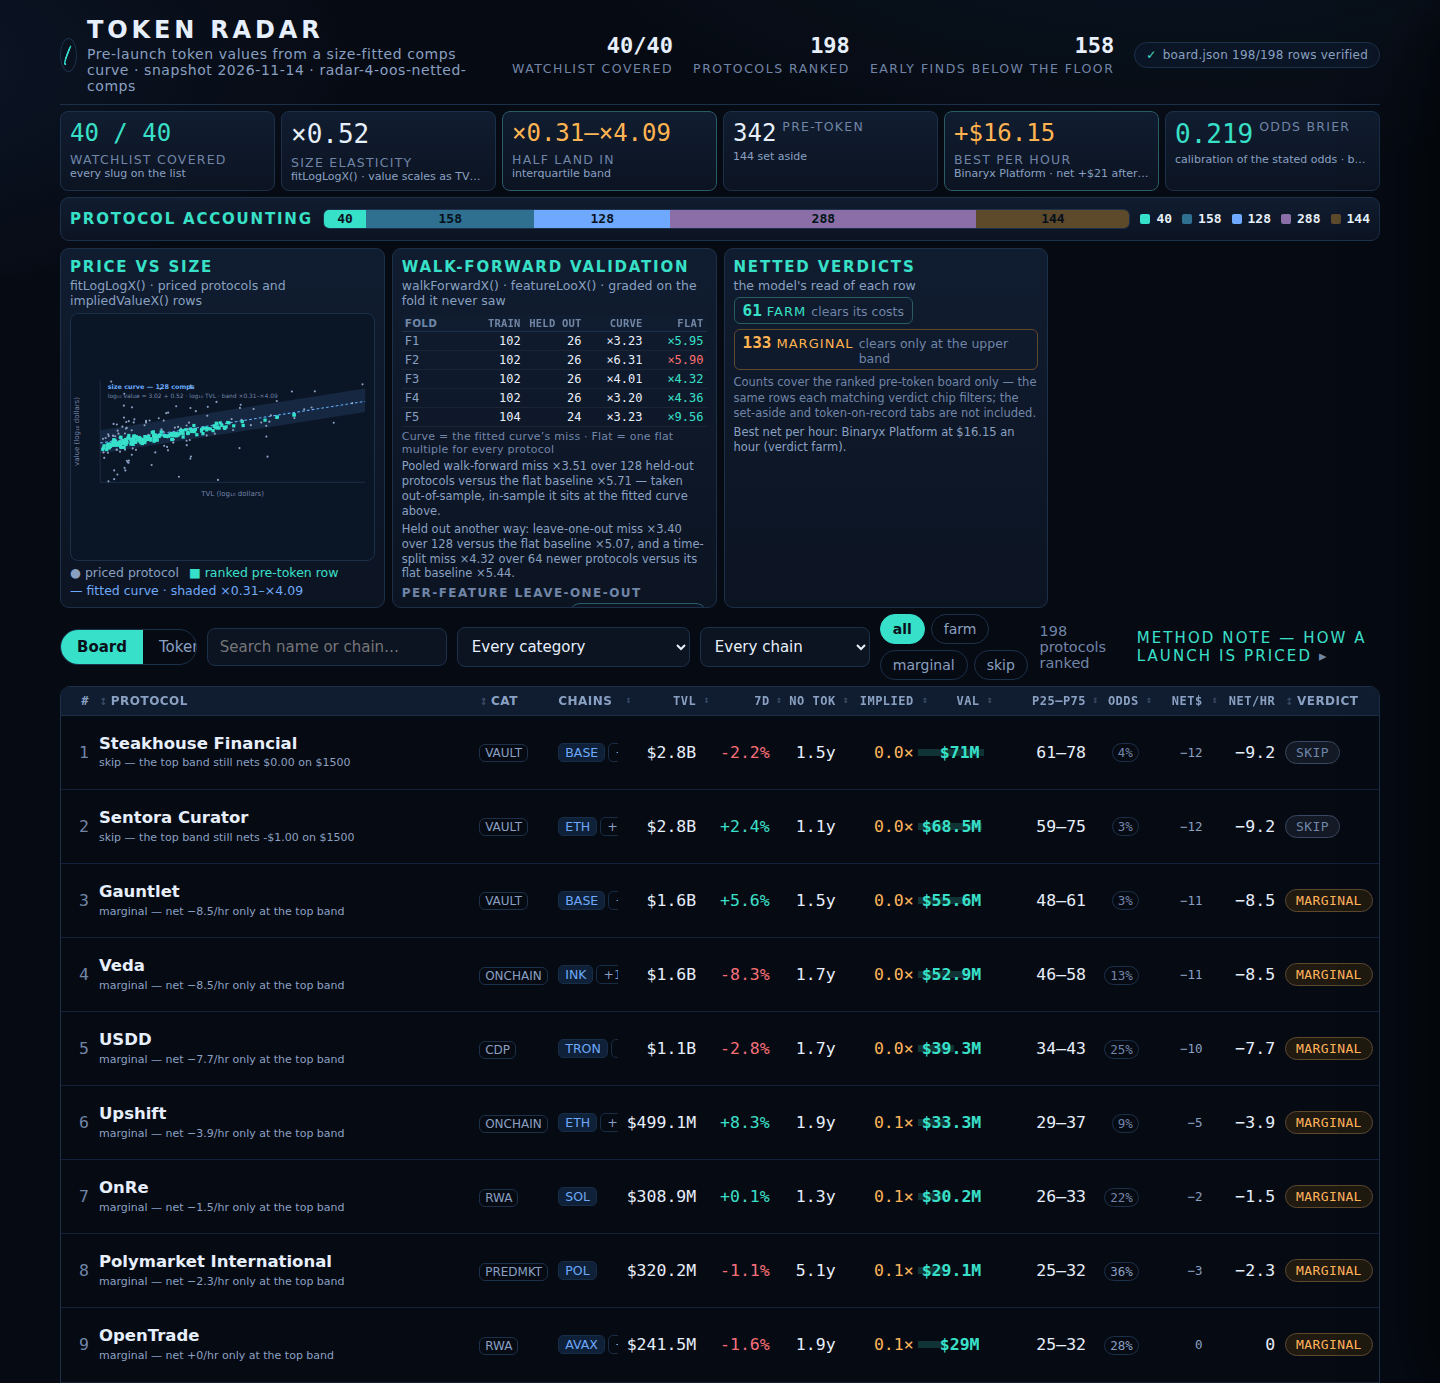 TOKEN RADAR
Pre-launch token values from a size-fitted comps
curve · snapshot 2026-11-14 · radar-4-oos-netted-
comps
40/40
WATCHLIST COVERED
198
PROTOCOLS RANKED
158
EARLY FINDS BELOW THE FLOOR
✓ board.json 198/198 rows verified
40 / 40
WATCHLIST COVERED
every slug on the list
×0.52
SIZE ELASTICITY
fitLogLogX() · value scales as TV…
×0.31–×4.09
HALF LAND IN
interquartile band
342 PRE-TOKEN
144 set aside
+$16.15
BEST PER HOUR
Binaryx Platform · net +$21 after…
0.219 ODDS BRIER
calibration of the stated odds · b…
PROTOCOL ACCOUNTING
40 158 128 288 144
40 158 128 288 144
PRICE VS SIZE
fitLogLogX() · priced protocols and
impliedValueX() rows
size curve — 128 comps
log₁₀ value = 3.02 + 0.52 · log₁₀ TVL · band ×0.31–×4.09
value (log₁₀ dollars)
TVL (log₁₀ dollars)
● priced protocol ■ ranked pre-token row
— fitted curve · shaded ×0.31–×4.09
WALK-FORWARD VALIDATION
walkForwardX() · featureLooX() · graded on the
fold it never saw
FOLD TRAIN HELD OUT CURVE FLAT
F1 102 26 ×3.23 ×5.95
F2 102 26 ×6.31 ×5.90
F3 102 26 ×4.01 ×4.32
F4 102 26 ×3.20 ×4.36
F5 104 24 ×3.23 ×9.56
Curve = the fitted curve's miss · Flat = one flat
multiple for every protocol
Pooled walk-forward miss ×3.51 over 128 held-out
protocols versus the flat baseline ×5.71 — taken
out-of-sample, in-sample it sits at the fitted curve
above.
Held out another way: leave-one-out miss ×3.40
over 128 versus the flat baseline ×5.07, and a time-
split miss ×4.32 over 64 newer protocols versus its
flat baseline ×5.44.
PER-FEATURE LEAVE-ONE-OUT
NETTED VERDICTS
the model's read of each row
61 FARM clears its costs
133 MARGINAL clears only at the upper
band
Counts cover the ranked pre-token board only — the
same rows each matching verdict chip filters; the
set-aside and token-on-record tabs are not included.
Best net per hour: Binaryx Platform at $16.15 an
hour (verdict farm).
Board Token
Search name or chain…
Every category
Every chain
all farm
marginal skip
198
protocols
ranked
METHOD NOTE — HOW A
LAUNCH IS PRICED ▸
# ↕ PROTOCOL ↕ CAT CHAINS ↕ TVL ↕ 7D ↕ NO TOK ↕ IMPLIED ↕ VAL ↕ P25–P75 ↕ ODDS ↕ NET$ ↕ NET/HR ↕ VERDICT
1 Steakhouse Financial VAULT BASE $2.8B -2.2% 1.5y 0.0× $71M 61–78 4% −12 −9.2 SKIP
skip — the top band still nets $0.00 on $1500
2 Sentora Curator VAULT ETH + $2.8B +2.4% 1.1y 0.0× $68.5M 59–75 3% −12 −9.2 SKIP
skip — the top band still nets -$1.00 on $1500
3 Gauntlet VAULT BASE $1.6B +5.6% 1.5y 0.0× $55.6M 48–61 3% −11 −8.5 MARGINAL
marginal — net −8.5/hr only at the top band
4 Veda ONCHAIN INK +1 $1.6B -8.3% 1.7y 0.0× $52.9M 46–58 13% −11 −8.5 MARGINAL
marginal — net −8.5/hr only at the top band
5 USDD CDP TRON $1.1B -2.8% 1.7y 0.0× $39.3M 34–43 25% −10 −7.7 MARGINAL
marginal — net −7.7/hr only at the top band
6 Upshift ONCHAIN ETH + $499.1M +8.3% 1.9y 0.1× $33.3M 29–37 9% −5 −3.9 MARGINAL
marginal — net −3.9/hr only at the top band
7 OnRe RWA SOL $308.9M +0.1% 1.3y 0.1× $30.2M 26–33 22% −2 −1.5 MARGINAL
marginal — net −1.5/hr only at the top band
8 Polymarket International PREDMKT POL $320.2M -1.1% 5.1y 0.1× $29.1M 25–32 36% −3 −2.3 MARGINAL
marginal — net −2.3/hr only at the top band
9 OpenTrade RWA AVAX $241.5M -1.6% 1.9y 0.1× $29M 25–32 28% 0 0 MARGINAL
marginal — net +0/hr only at the top band